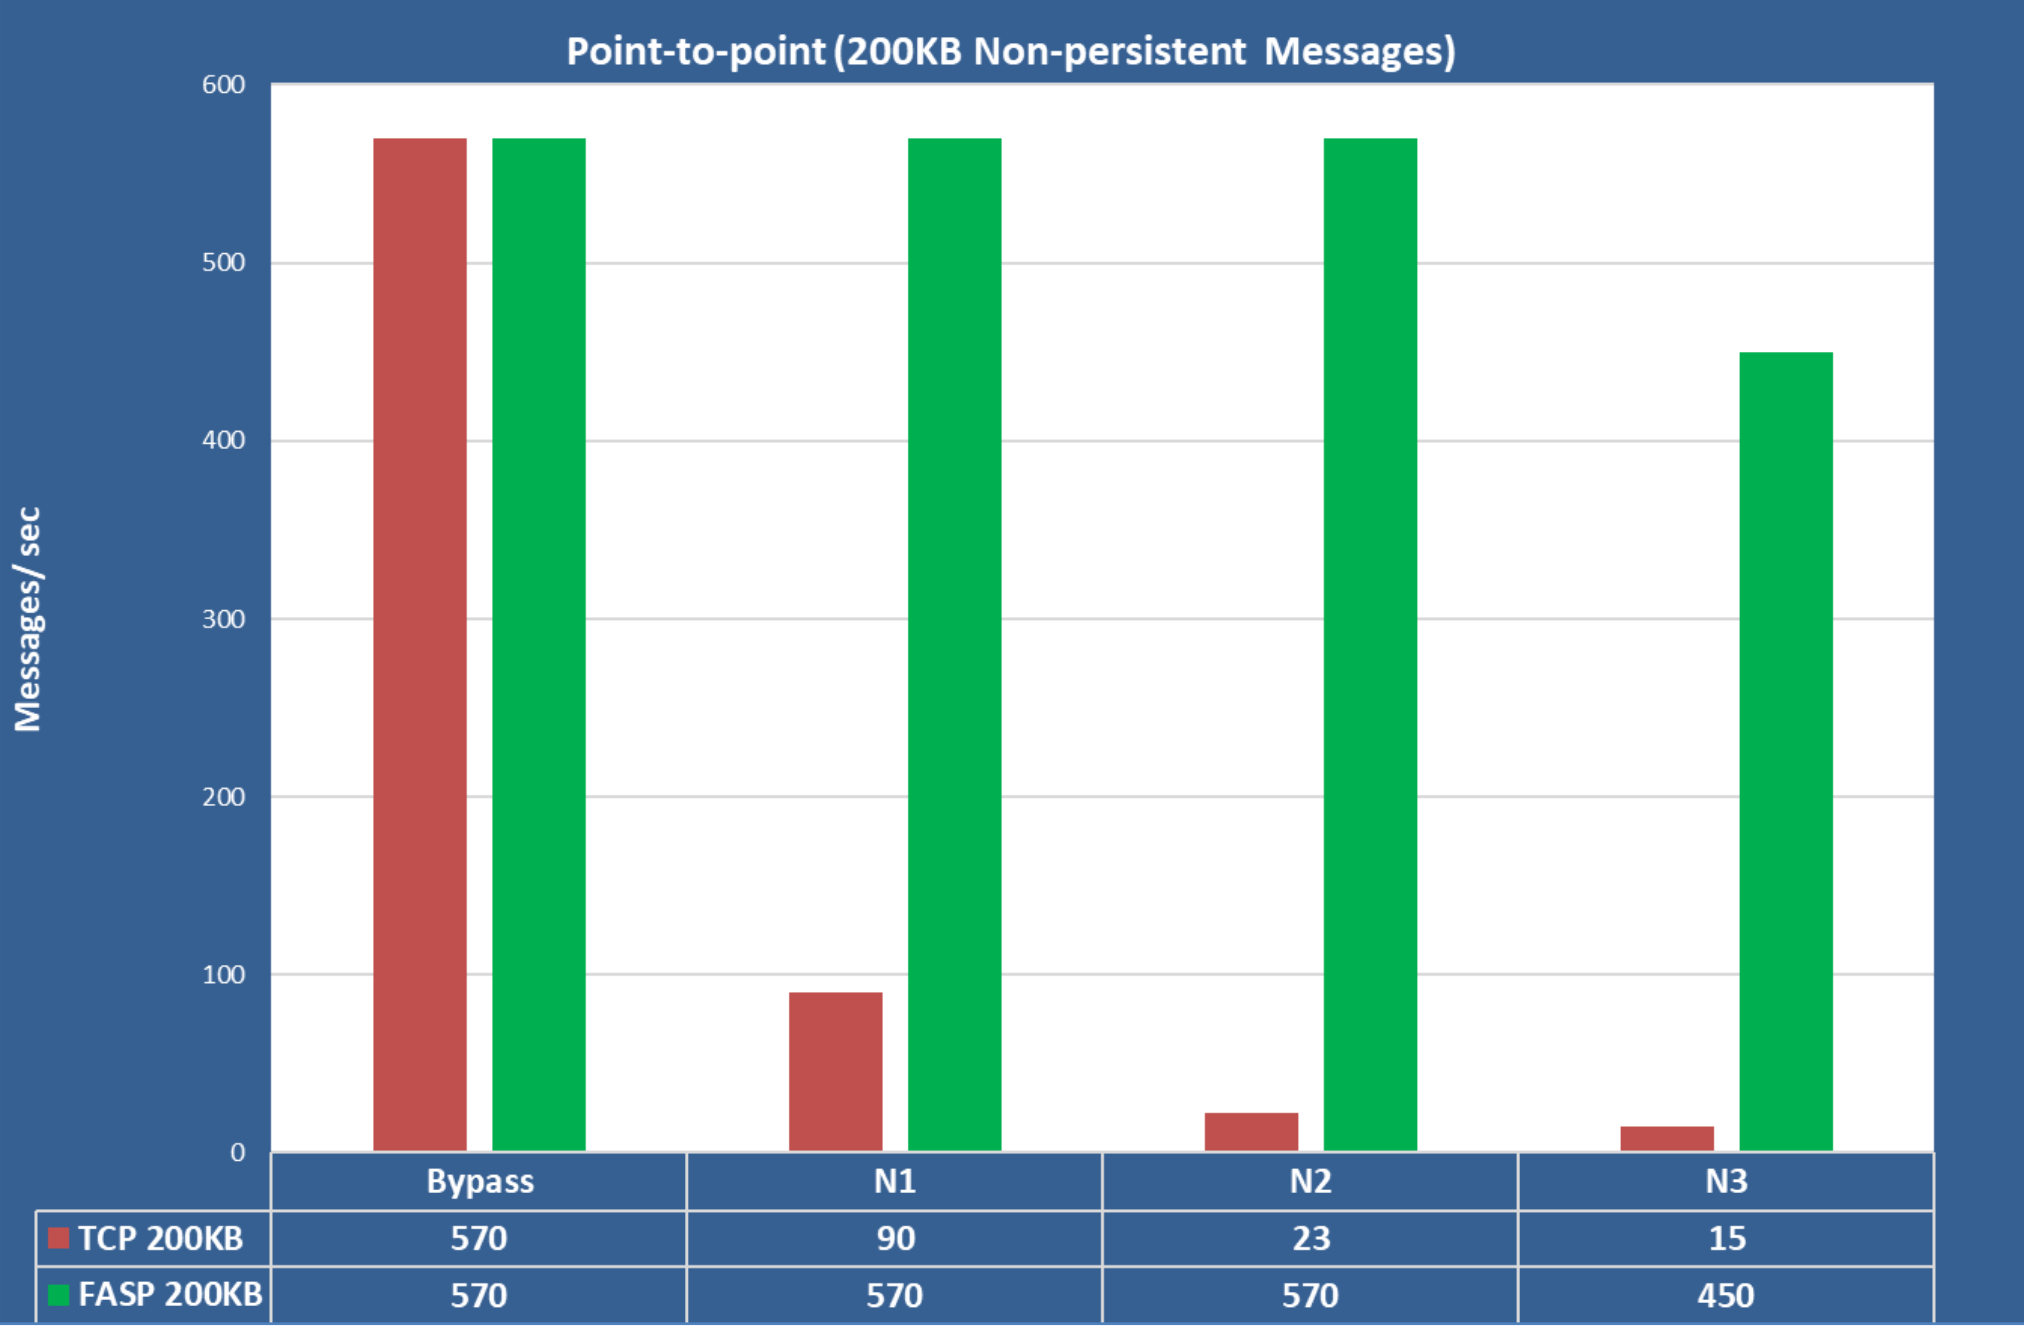 Point-to-point (200KB Non-persistent Messages)
600
500
400
300
200
100
0
Messages/ sec
Bypass N1 N2 N3
TCP 200KB 570 90 23 15
FASP 200KB 570 570 570 450